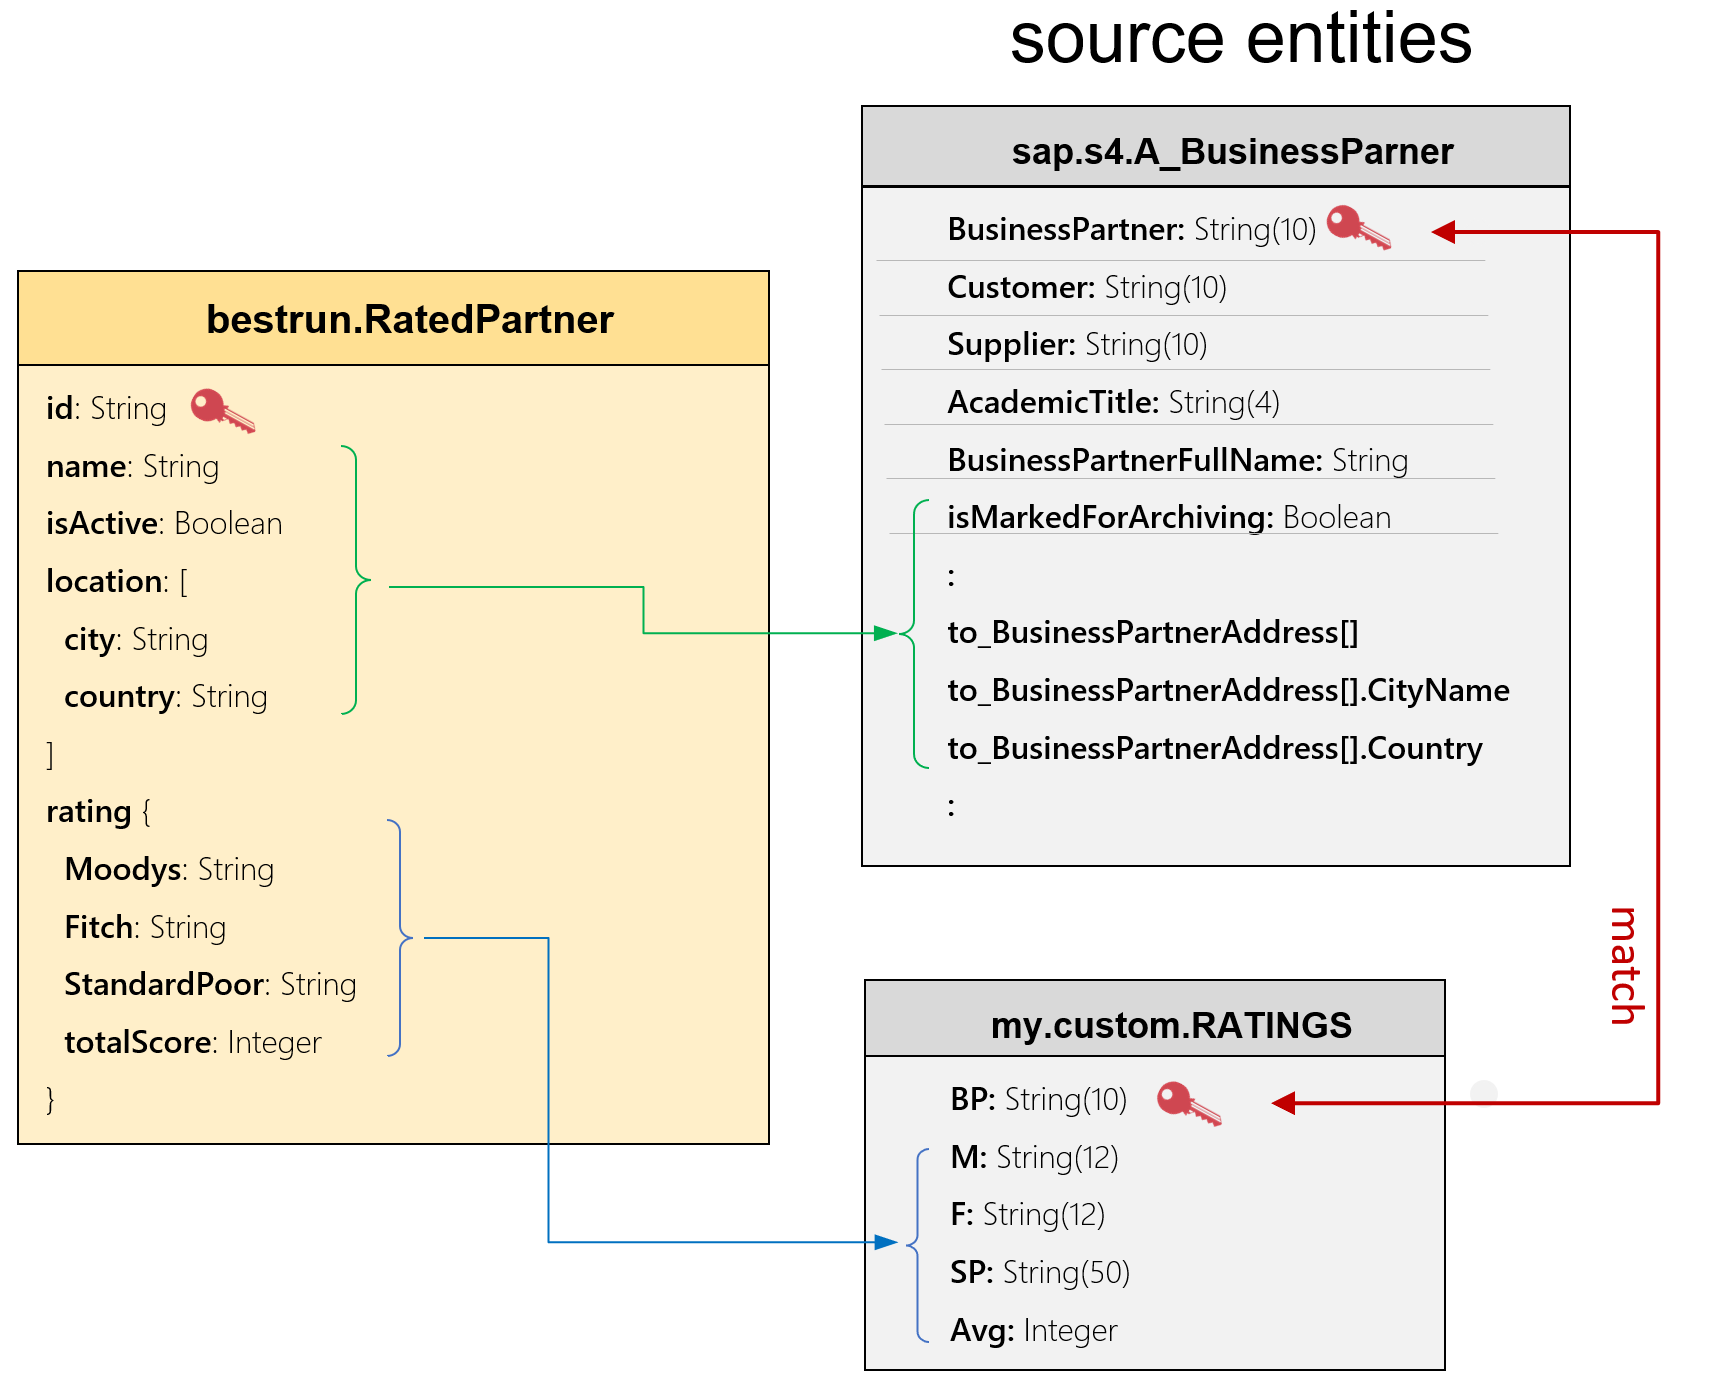 source entities
bestrun.RatedPartner
id: String
name: String
isActive: Boolean
location: [
city: String
country: String
]
rating {
Moodys: String
Fitch: String
StandardPoor: String
totalScore: Integer
}
sap.s4.A_BusinessParner
BusinessPartner: String(10)
Customer: String(10)
Supplier: String(10)
AcademicTitle: String(4)
BusinessPartnerFullName: String
isMarkedForArchiving: Boolean
:
to_BusinessPartnerAddress[]
to_BusinessPartnerAddress[].CityName
to_BusinessPartnerAddress[].Country
:
match
my.custom.RATINGS
BP: String(10)
M: String(12)
F: String(12)
SP: String(50)
Avg: Integer